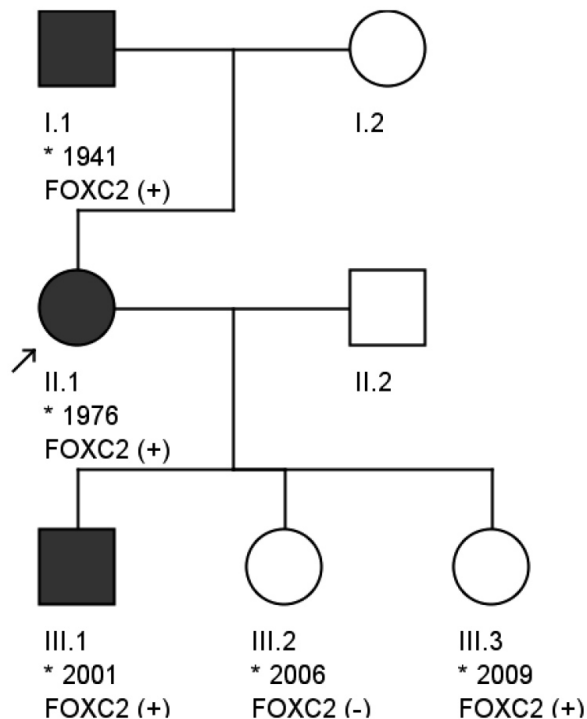 I.1
* 1941
FOXC2 (+)
I.2
II.1
* 1976
FOXC2 (+)
II.2
III.1
* 2001
FOXC2 (+)
III.2
* 2006
FOXC2 (-)
III.3
* 2009
FOXC2 (+)